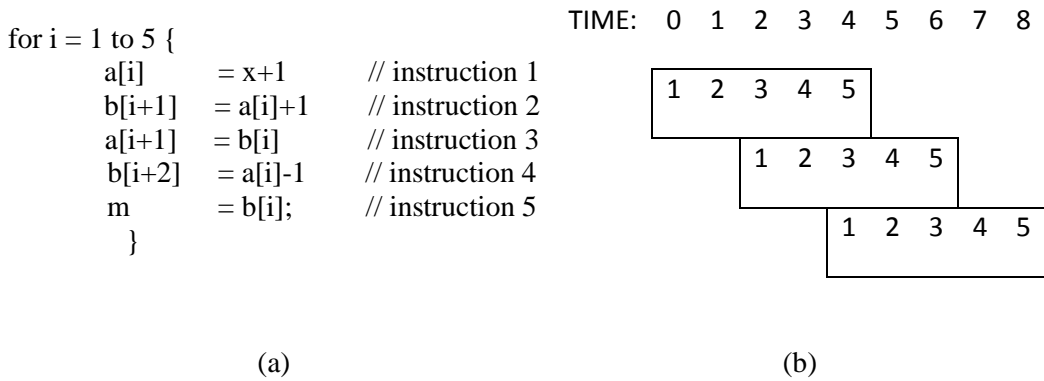 for i = 1 to 5 {
a[i] = x+1 // instruction 1
b[i+1] = a[i]+1 // instruction 2
a[i+1] = b[i] // instruction 3
b[i+2] = a[i]-1 // instruction 4
m = b[i]; // instruction 5
}
(a)
TIME: 0 1 2 3 4 5 6 7 8
1 2 3 4 5
1 2 3 4 5
1 2 3 4 5
(b)